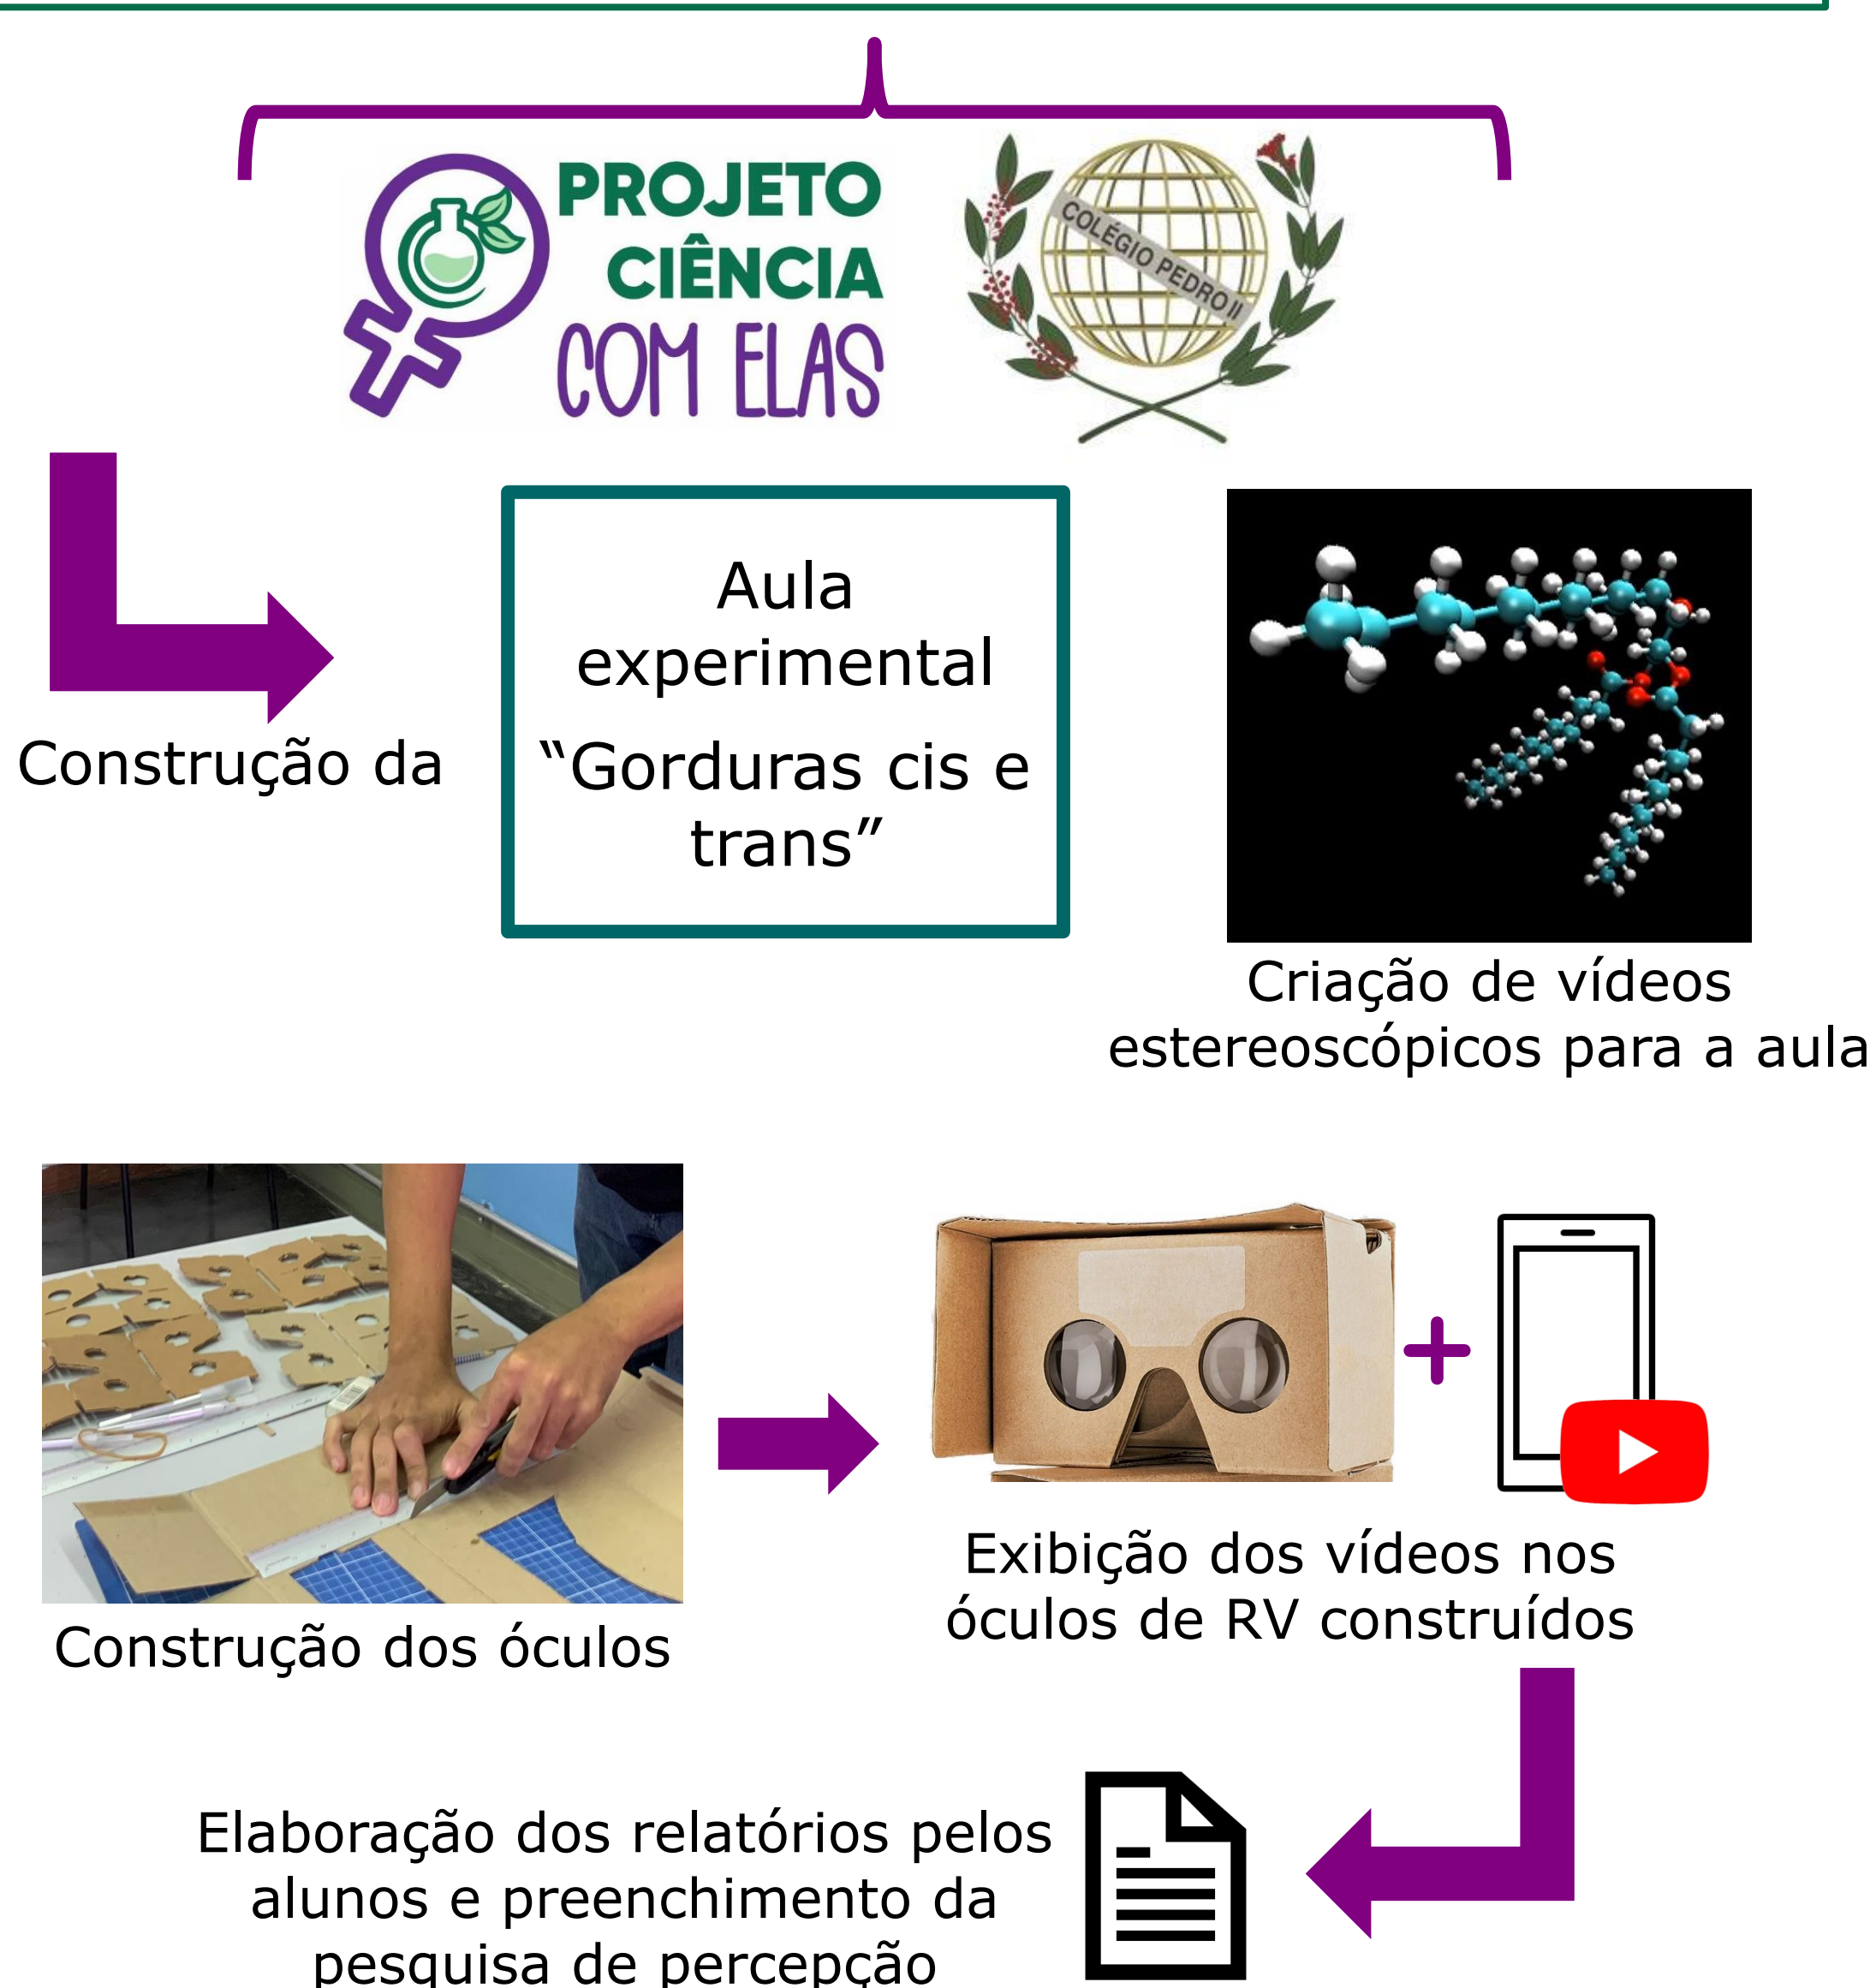 PROJETO
CIÊNCIA
COM ELAS
COLÉGIO PEDRO II
Construção da
Aula
experimental
“Gorduras cis e
trans”
Criação de vídeos
estereoscópicos para a aula
Construção dos óculos
Exibição dos vídeos nos
óculos de RV construídos
Elaboração dos relatórios pelos
alunos e preenchimento da
pesquisa de percepção